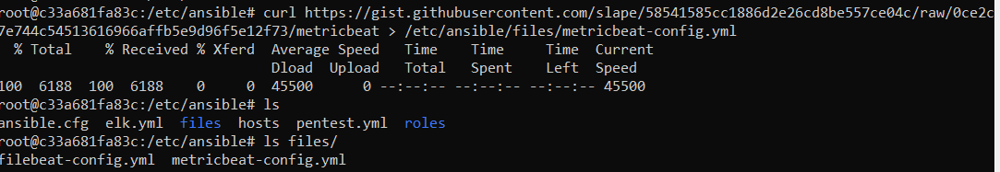 root@c33a681fa83c:/etc/ansible# curl https://gist.githubusercontent.com/slape/58541585cc1886d2e26cd8be557ce04c/raw/0ce2c
7e744c54513616966affb5e9d96f5e12f73/metricbeat > /etc/ansible/files/metricbeat-config.yml
% Total % Received % Xferd Average Speed Time Time Time Current
Dload Upload Total Spent Left Speed
100 6188 100 6188 0 0 45500 0 --:--:-- --:--:-- --:--:-- 45500
root@c33a681fa83c:/etc/ansible# ls
ansible.cfg elk.yml files hosts pentest.yml roles
root@c33a681fa83c:/etc/ansible# ls files/
filebeat-config.yml metricbeat-config.yml